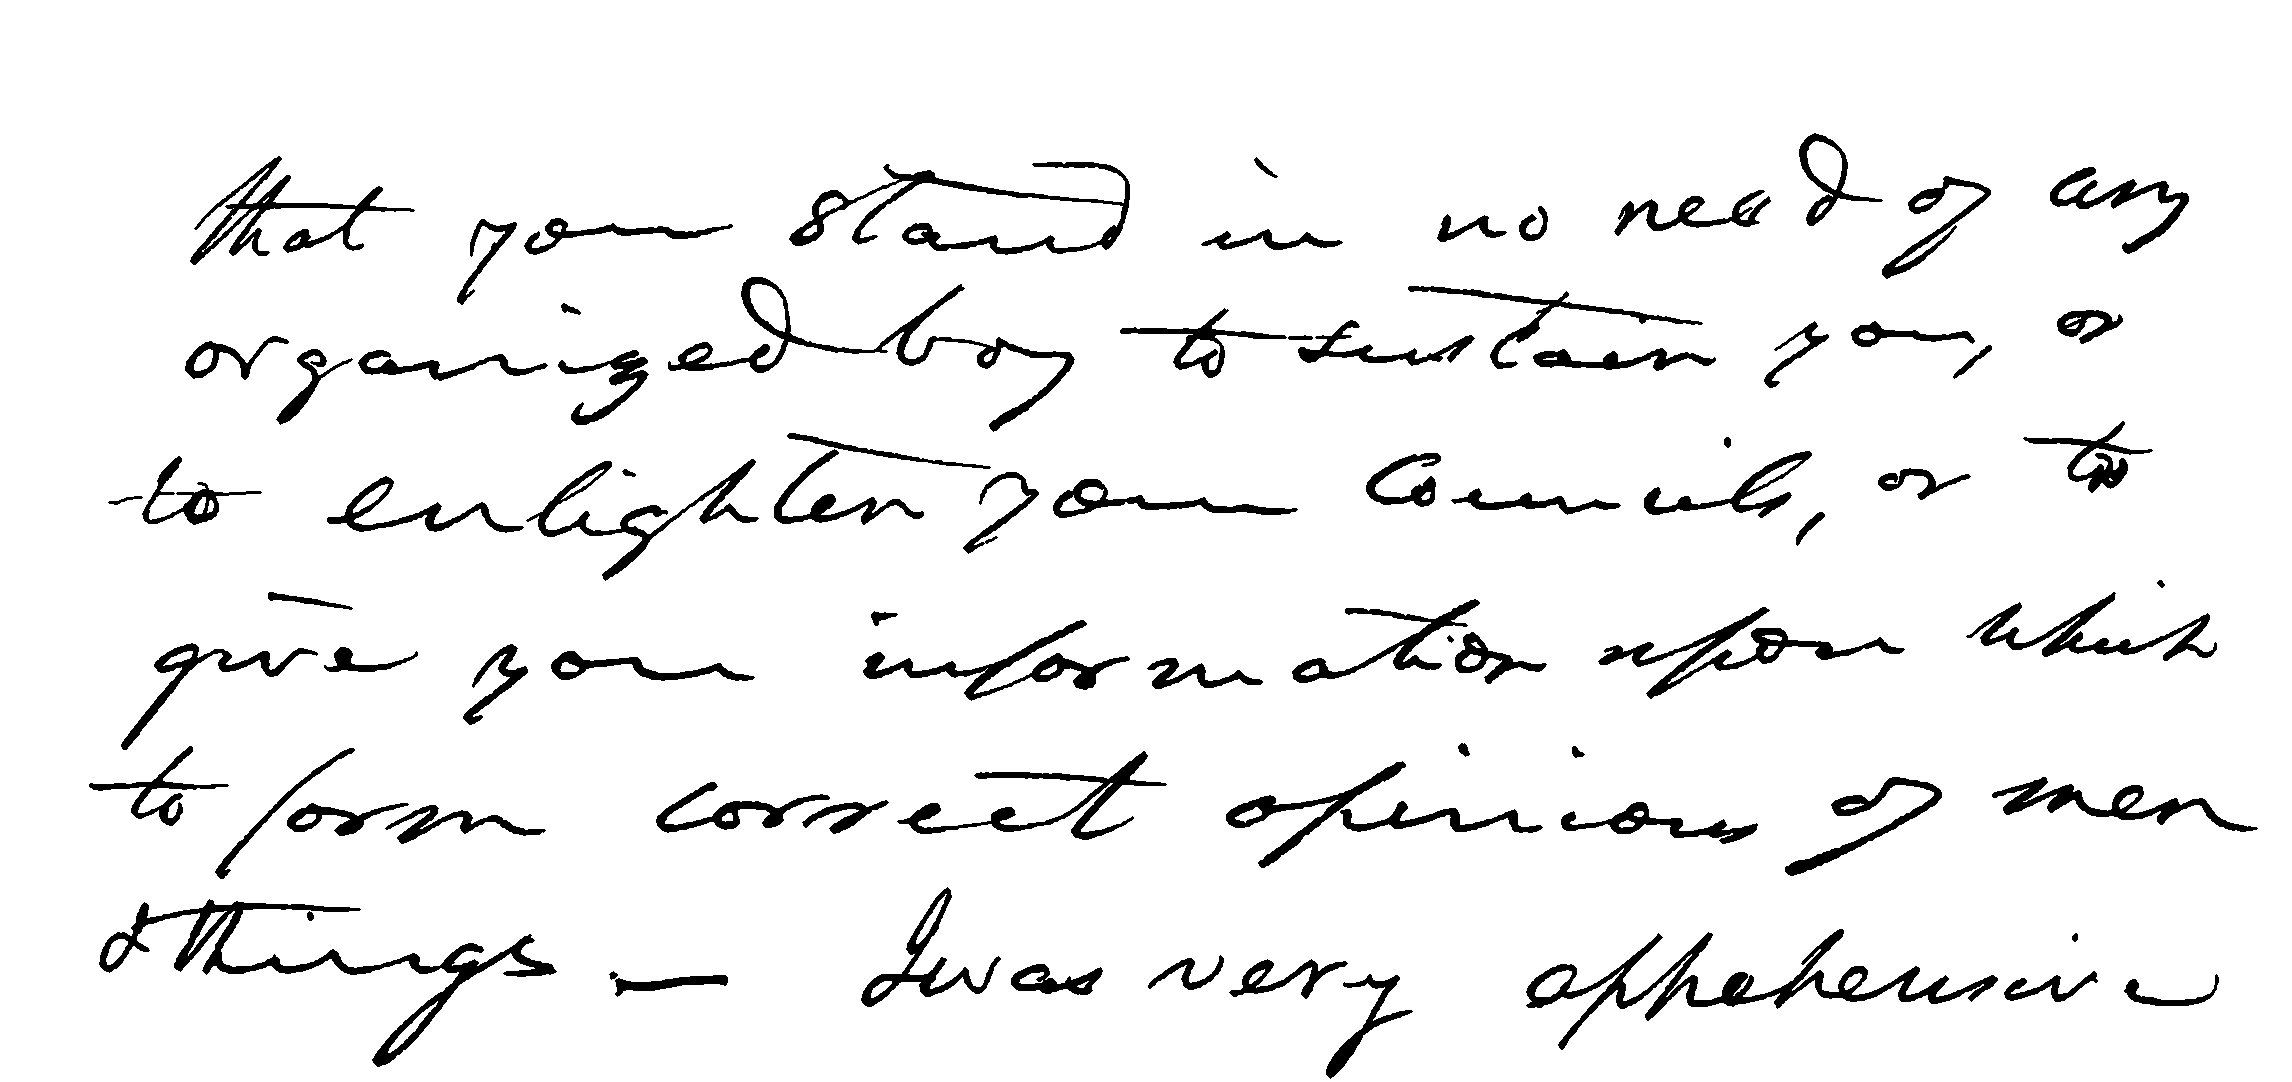 that you stand in no need of any
organized boy to sustain you, or
to enlighten your Councils, or to
give you information upon which
to form correct opinions of men
& things — I was very apprehensive